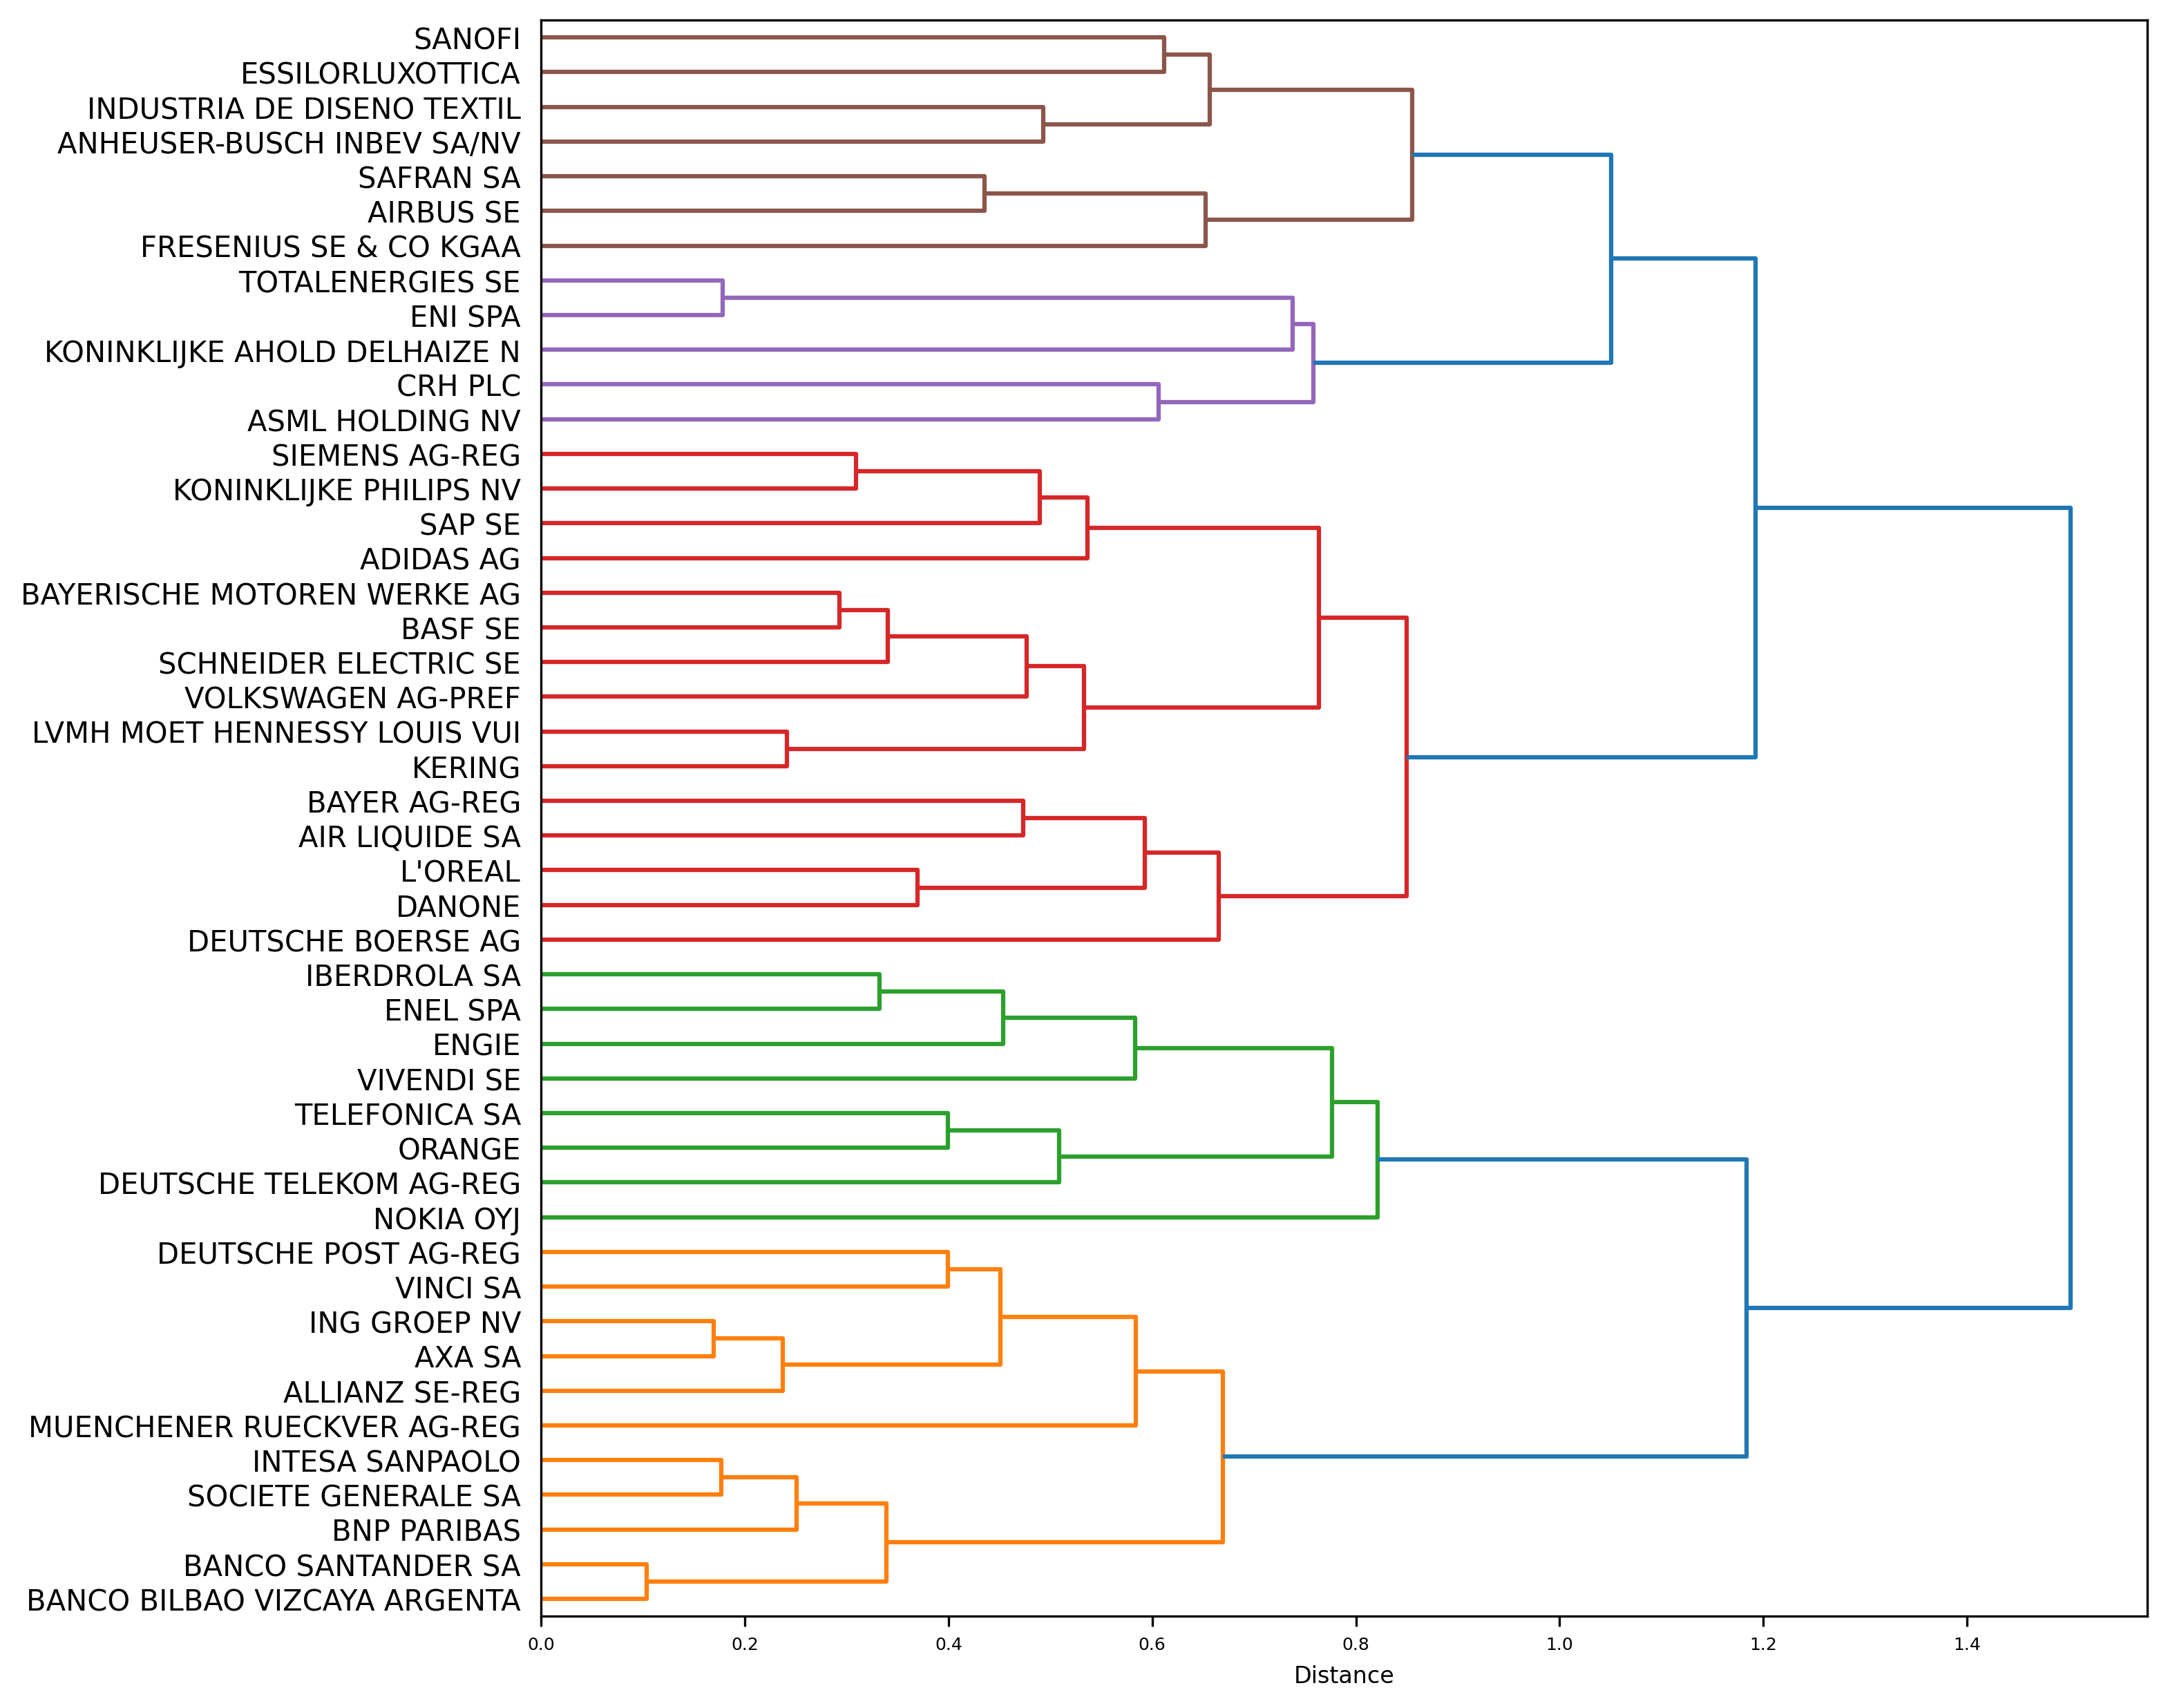 SANOFI
ESSILORLUXOTTICA
INDUSTRIA DE DISENO TEXTIL
ANHEUSER-BUSCH INBEV SA/NV
SAFRAN SA
AIRBUS SE
FRESENIUS SE & CO KGAA
TOTALENERGIES SE
ENI SPA
KONINKLIJKE AHOLD DELHAIZE N
CRH PLC
ASML HOLDING NV
SIEMENS AG-REG
KONINKLIJKE PHILIPS NV
SAP SE
ADIDAS AG
BAYERISCHE MOTOREN WERKE AG
BASF SE
SCHNEIDER ELECTRIC SE
VOLKSWAGEN AG-PREF
LVMH MOET HENNESSY LOUIS VUI
KERING
BAYER AG-REG
AIR LIQUIDE SA
L'OREAL
DANONE
DEUTSCHE BOERSE AG
IBERDROLA SA
ENEL SPA
ENGIE
VIVENDI SE
TELEFONICA SA
ORANGE
DEUTSCHE TELEKOM AG-REG
NOKIA OYJ
DEUTSCHE POST AG-REG
VINCI SA
ING GROEP NV
AXA SA
ALLIANZ SE-REG
MUENCHENER RUECKVER AG-REG
INTESA SANPAOLO
SOCIETE GENERALE SA
BNP PARIBAS
BANCO SANTANDER SA
BANCO BILBAO VIZCAYA ARGENTA
0.0 0.2 0.4 0.6 0.8 1.0 1.2 1.4
Distance